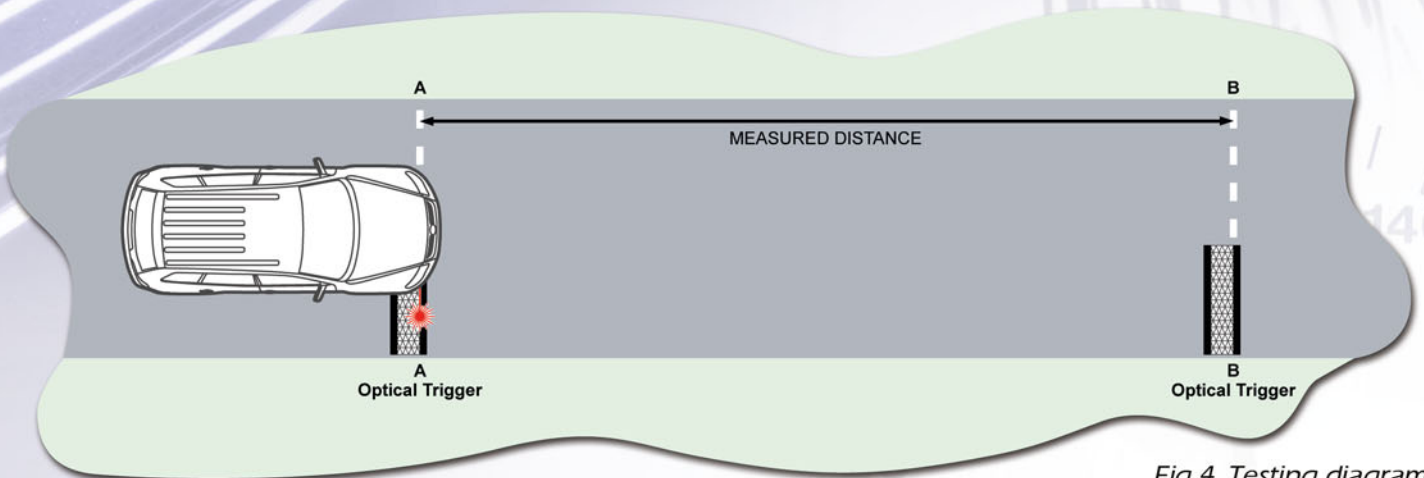 A
B
MEASURED DISTANCE
A
Optical Trigger
B
Optical Trigger
Fig 4. Testing diagram